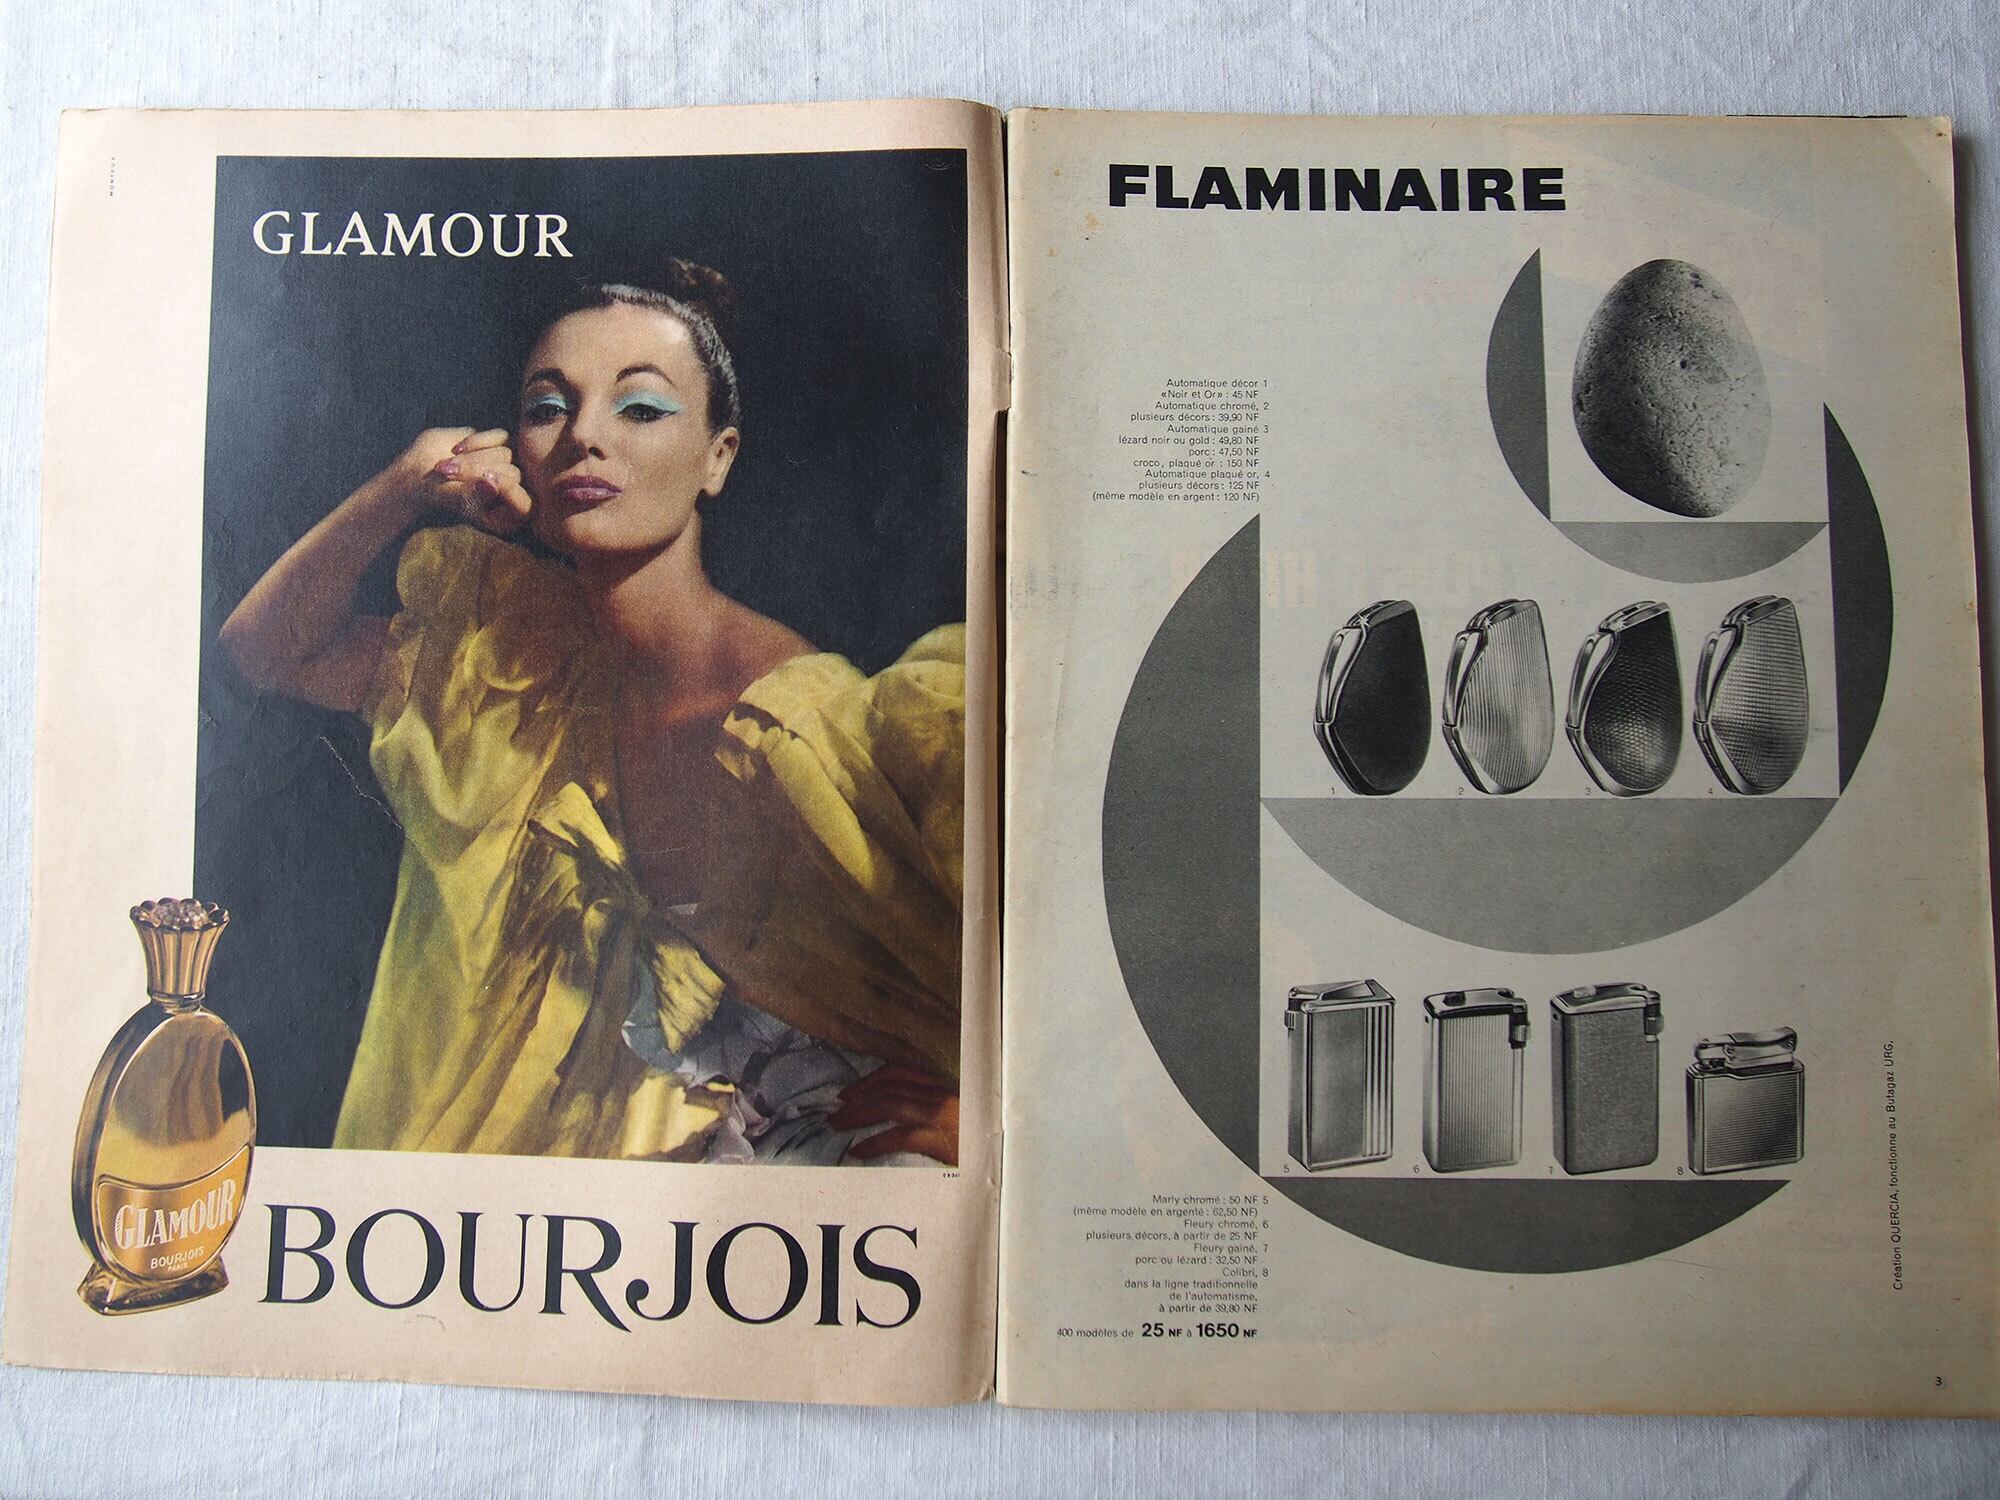 MONTEUX
GLAMOUR
GLAMOUR
BOURJOIS
PARIS
BOURJOIS
FLAMINAIRE
Automatique décor 1
«Noir et Or» : 45 NF
Automatique chromé, 2
plusieurs décors : 39,90 NF
Automatique gainé 3
lézard noir ou gold : 49,80 NF
porc : 47,50 NF
croco, plaqué or : 150 NF
Automatique plaqué or, 4
plusieurs décors : 125 NF
(même modèle en argent : 120 NF)
1 2 3 4
5 6 7 8
Marly chromé : 50 NF 5
(même modèle en argenté : 62,50 NF)
Fleury chromé, 6
plusieurs décors, à partir de 25 NF
Fleury gainé, 7
porc ou lézard : 32,50 NF
Colibri, 8
dans la ligne traditionnelle
de l'automatisme,
à partir de 39,80 NF
400 modèles de 25 NF à 1650 NF
Création QUERCIA, fonctionne au Butagaz URG.
3